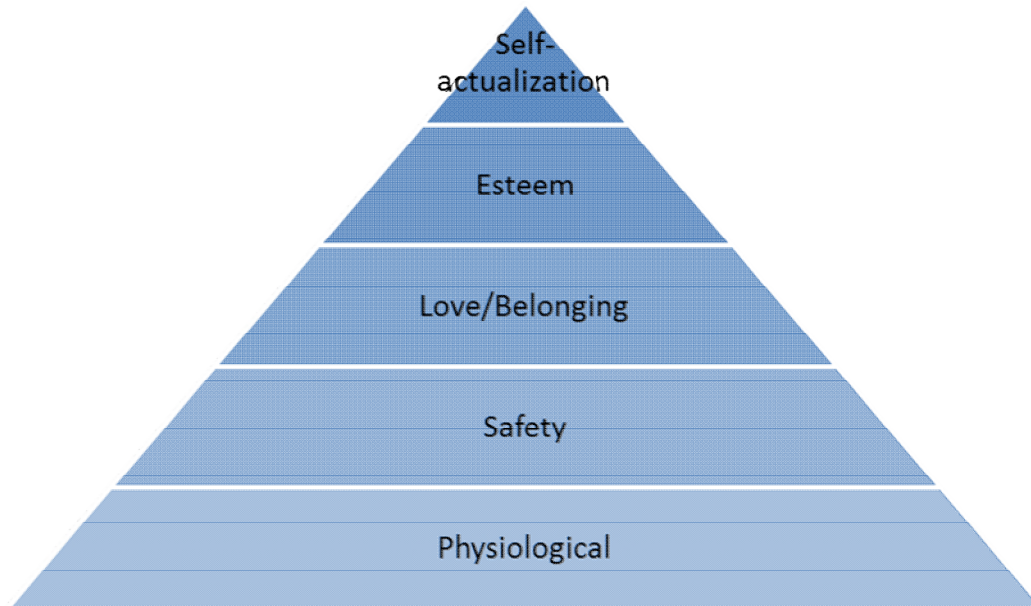 Self-
actualization
Esteem
Love/Belonging
Safety
Physiological